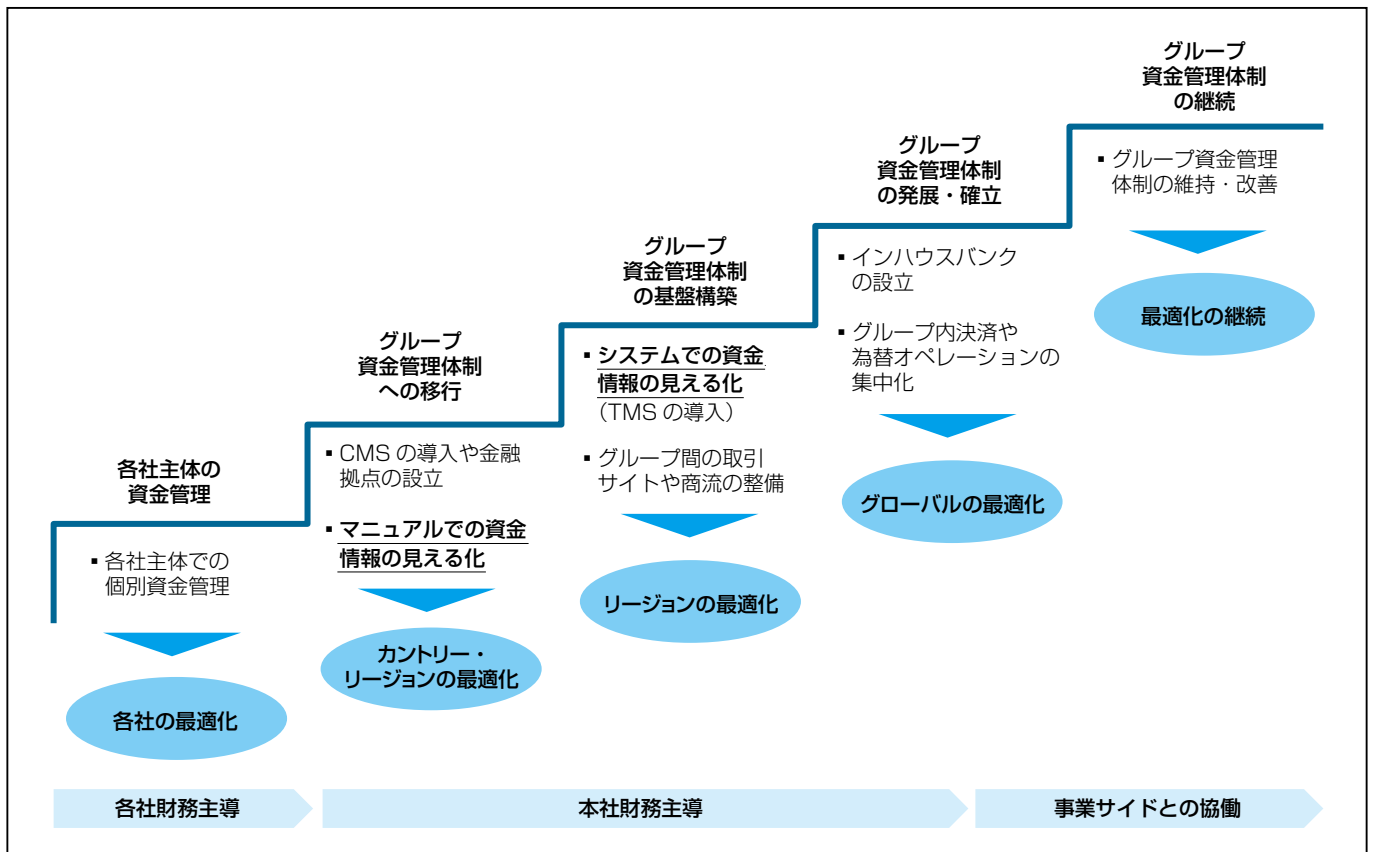 各社主体の
資金管理
▪各社主体での
個別資金管理
各社の最適化
グループ
資金管理体制
への移行
▪CMS の導入や金融
拠点の設立
▪マニュアルでの資金
情報の見える化
カントリー・
リージョンの最適化
グループ
資金管理体制
の基盤構築
▪システムでの資金
情報の見える化
（TMS の導入）
▪グループ間の取引
サイトや商流の整備
リージョンの最適化
グループ
資金管理体制
の発展・確立
▪インハウスバンク
の設立
▪グループ内決済や
為替オペレーションの
集中化
グローバルの最適化
グループ
資金管理体制
の継続
▪グループ資金管理
体制の維持・改善
最適化の継続
各社財務主導
本社財務主導
事業サイドとの協働